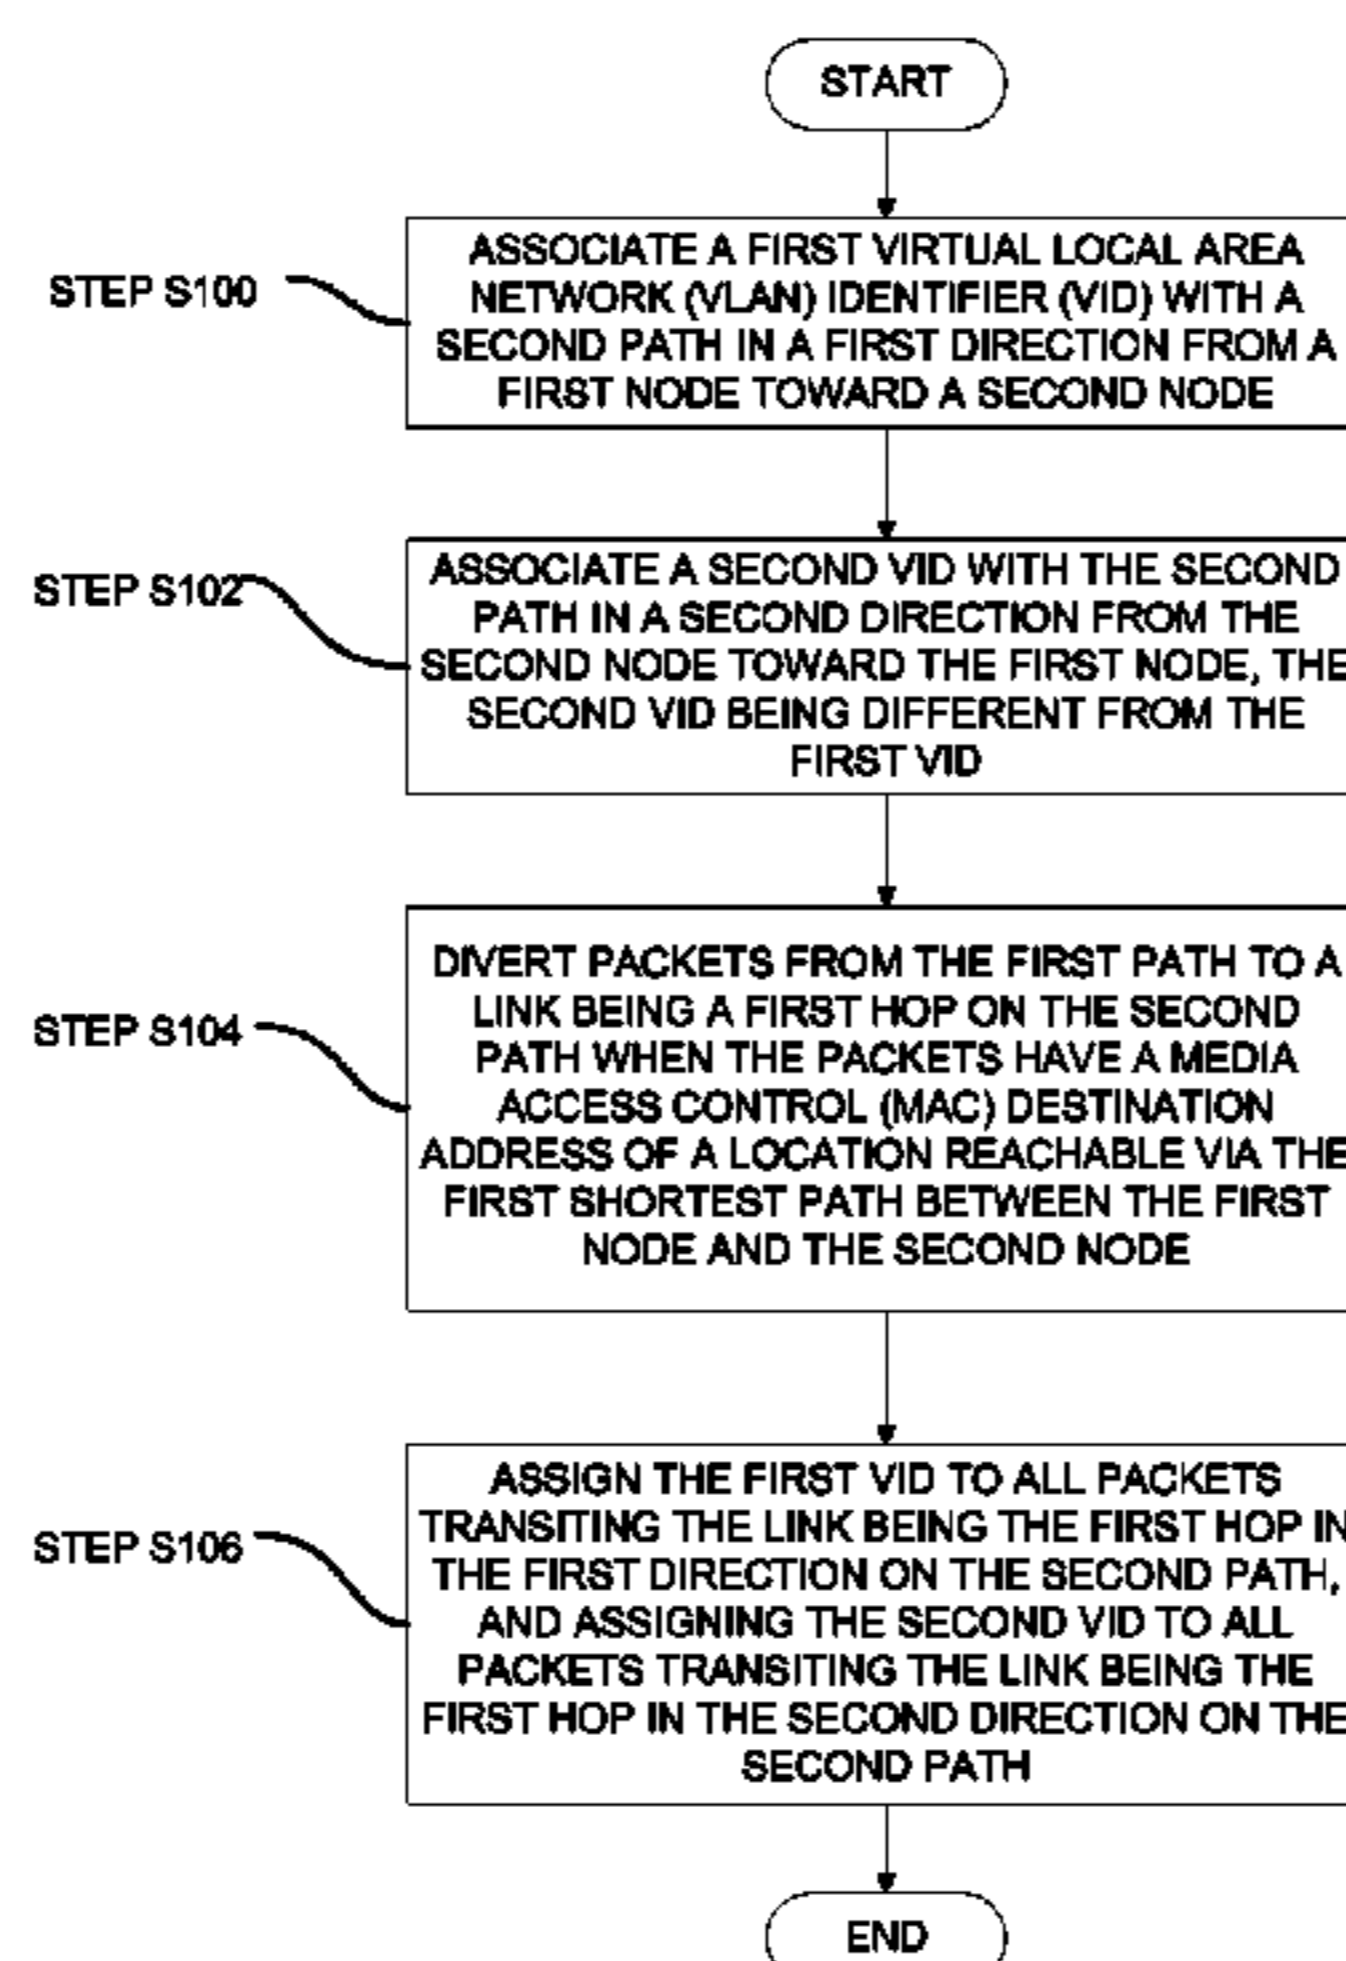 START
STEP S100
ASSOCIATE A FIRST VIRTUAL LOCAL AREA
NETWORK (VLAN) IDENTIFIER (VID) WITH A
SECOND PATH IN A FIRST DIRECTION FROM A
FIRST NODE TOWARD A SECOND NODE
STEP S102
ASSOCIATE A SECOND VID WITH THE SECOND
PATH IN A SECOND DIRECTION FROM THE
SECOND NODE TOWARD THE FIRST NODE, THE
SECOND VID BEING DIFFERENT FROM THE
FIRST VID
STEP S104
DIVERT PACKETS FROM THE FIRST PATH TO A
LINK BEING A FIRST HOP ON THE SECOND
PATH WHEN THE PACKETS HAVE A MEDIA
ACCESS CONTROL (MAC) DESTINATION
ADDRESS OF A LOCATION REACHABLE VIA THE
FIRST SHORTEST PATH BETWEEN THE FIRST
NODE AND THE SECOND NODE
STEP S106
ASSIGN THE FIRST VID TO ALL PACKETS
TRANSITING THE LINK BEING THE FIRST HOP IN
THE FIRST DIRECTION ON THE SECOND PATH,
AND ASSIGNING THE SECOND VID TO ALL
PACKETS TRANSITING THE LINK BEING THE
FIRST HOP IN THE SECOND DIRECTION ON THE
SECOND PATH
END